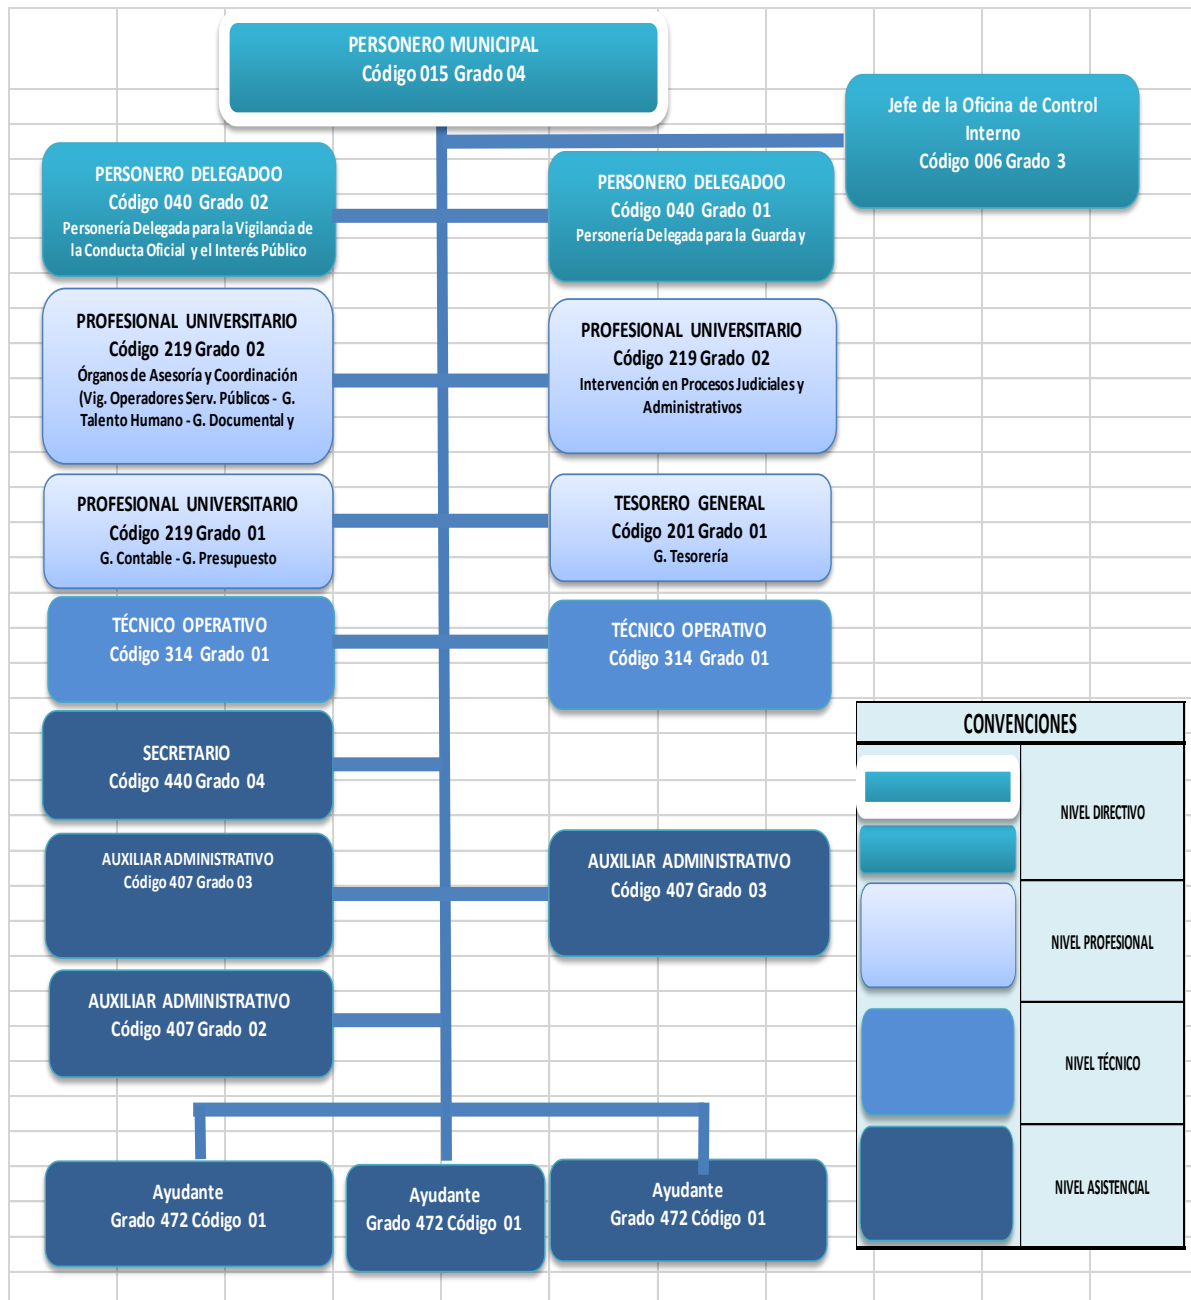 PERSONERO MUNICIPAL
Código 015 Grado 04
Jefe de la Oficina de Control
Interno
Código 006 Grado 3
PERSONERO DELEGADOO
Código 040 Grado 02
Personería Delegada para la Vigilancia de
la Conducta Oficial y el Interés Público
PERSONERO DELEGADOO
Código 040 Grado 01
Personería Delegada para la Guarda y
PROFESIONAL UNIVERSITARIO
Código 219 Grado 02
Órganos de Asesoría y Coordinación
(Vig. Operadores Serv. Públicos - G.
Talento Humano - G. Documental y
PROFESIONAL UNIVERSITARIO
Código 219 Grado 02
Intervención en Procesos Judiciales y
Administrativos
PROFESIONAL UNIVERSITARIO
Código 219 Grado 01
G. Contable - G. Presupuesto
TESORERO GENERAL
Código 201 Grado 01
G. Tesorería
TÉCNICO OPERATIVO
Código 314 Grado 01
TÉCNICO OPERATIVO
Código 314 Grado 01
SECRETARIO
Código 440 Grado 04
AUXILIAR ADMINISTRATIVO
Código 407 Grado 03
AUXILIAR ADMINISTRATIVO
Código 407 Grado 03
AUXILIAR ADMINISTRATIVO
Código 407 Grado 02
Ayudante
Grado 472 Código 01
Ayudante
Grado 472 Código 01
Ayudante
Grado 472 Código 01
CONVENCIONES
NIVEL DIRECTIVO
NIVEL PROFESIONAL
NIVEL TÉCNICO
NIVEL ASISTENCIAL